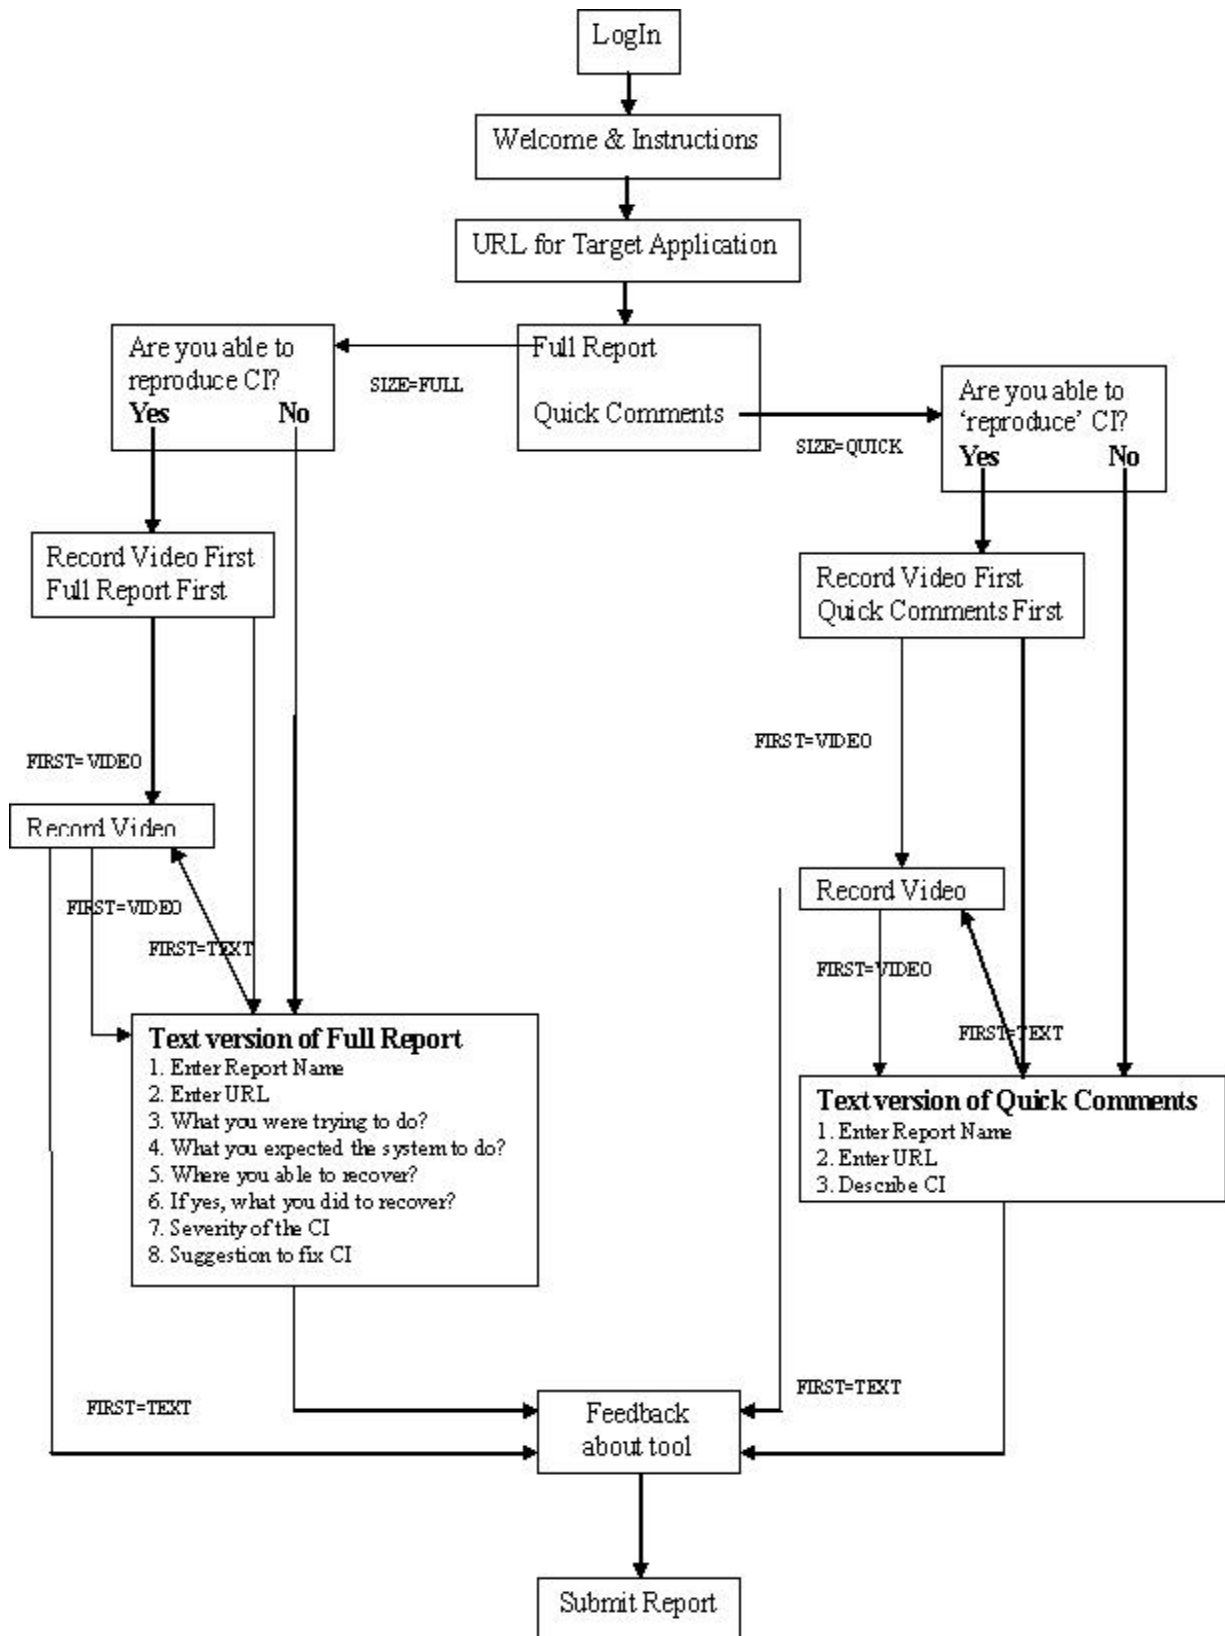 LogIn
Welcome & Instructions
URL for Target Application
Full Report
Quick Comments
SIZE=FULL
SIZE=QUICK
Are you able to
reproduce CI?
Yes No
Are you able to
‘reproduce’ CI?
Yes No
Record Video First
Full Report First
Record Video First
Quick Comments First
FIRST=VIDEO
FIRST=VIDEO
Record Video
Record Video
FIRST=VIDEO
FIRST=TEXT
FIRST=VIDEO
FIRST=TEXT
Text version of Full Report
1. Enter Report Name
2. Enter URL
3. What you were trying to do?
4. What you expected the system to do?
5. Where you able to recover?
6. If yes, what you did to recover?
7. Severity of the CI
8. Suggestion to fix CI
Text version of Quick Comments
1. Enter Report Name
2. Enter URL
3. Describe CI
FIRST=TEXT
FIRST=TEXT
Feedback
about tool
Submit Report